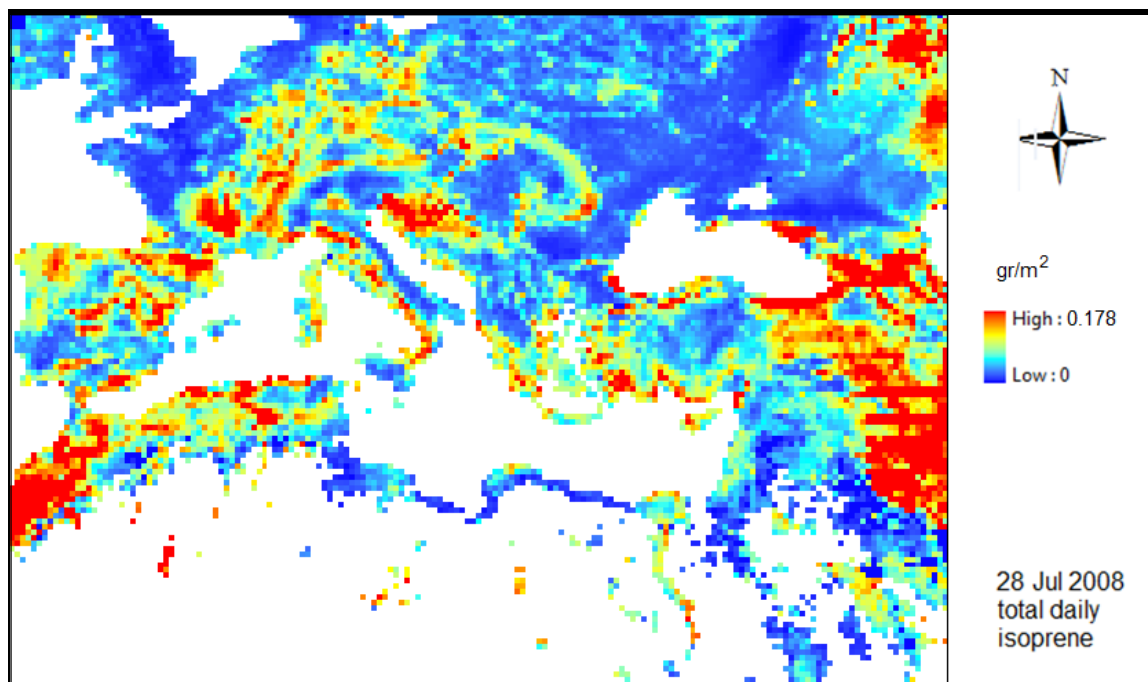 N
gr/m²
High : 0.178
Low : 0
28 Jul 2008
total daily
isoprene